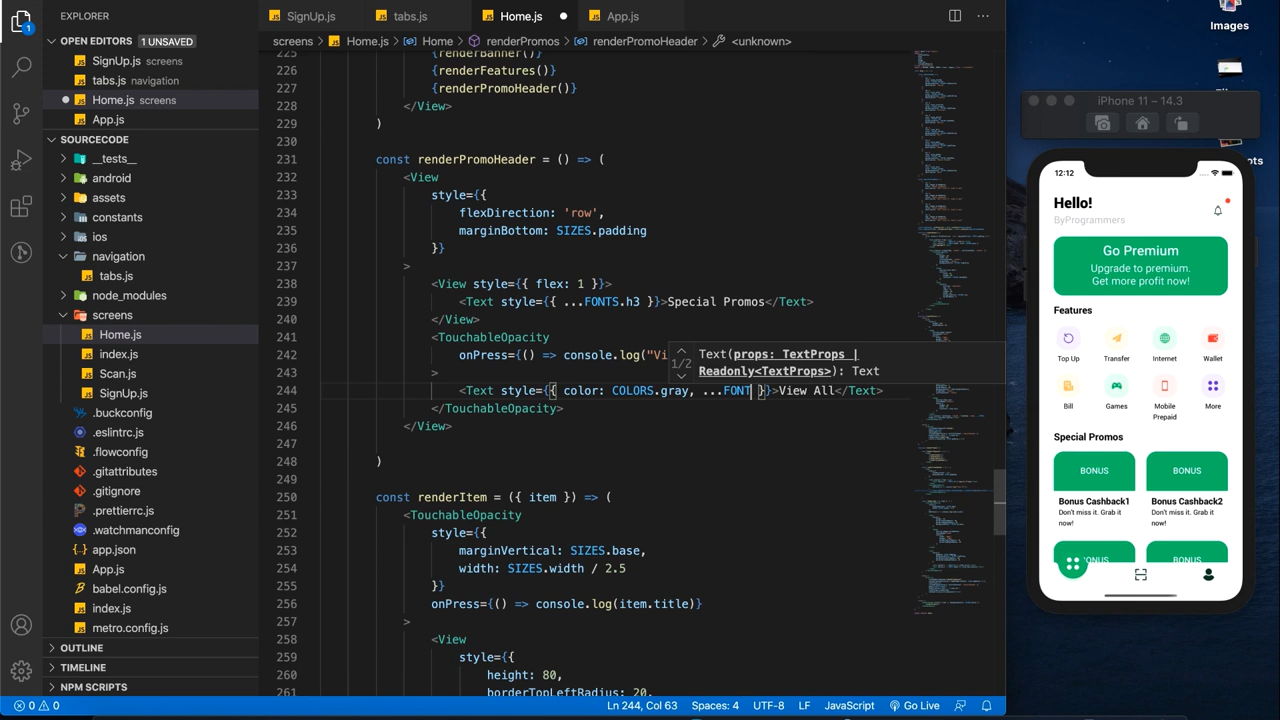 EXPLORER
OPEN EDITORS 1 UNSAVED
SignUp.js screens
tabs.js navigation
Home.js screens
App.js
SOURCECODE
__tests__
android
assets
constants
ios
navigation
tabs.js
node_modules
screens
Home.js
index.js
Scan.js
SignUp.js
.buckconfig
.eslintrc.js
.flowconfig
.gitattributes
.gitignore
.prettierrc.js
.watchmanconfig
app.json
App.js
babel.config.js
index.js
metro.config.js
OUTLINE
TIMELINE
NPM SCRIPTS
SignUp.js tabs.js Home.js App.js
screens > Home.js > Home > renderPromos > renderPromoHeader > <unknown>
225 {renderBanner()}
226 {renderFeatures()}
227 {renderPromoHeader()}
228 </View>
229 )
230
231 const renderPromoHeader = () => (
232 <View
233 style={{
234 flexDirection: 'row',
235 marginBottom: SIZES.padding
236 }}
237 >
238 <View style={{ flex: 1 }}>
239 <Text style={{ ...FONTS.h3 }}>Special Promos</Text>
240 </View>
241 <TouchableOpacity
242 onPress={() => console.log("Vi
243 >
244 <Text style={{ color: COLORS.gray, ...FONT }}>View All</Text>
245 </TouchableOpacity>
246 </View>
247
248 )
249
250 const renderItem = ({ item }) => (
251 <TouchableOpacity
252 style={{
253 marginVertical: SIZES.base,
254 width: SIZES.width / 2.5
255 }}
256 onPress={() => console.log(item.title)}
257 >
258 <View
259 style={{
260 height: 80,
261 borderTopLeftRadius: 20,
1/2 Text(props: TextProps |
Readonly<TextProps>): Text
0 0 Ln 244, Col 63 Spaces: 4 UTF-8 LF JavaScript Go Live
1
Images
iPhone 11 – 14.3
12:12
Hello!
ByProgrammers
Go Premium
Upgrade to premium.
Get more profit now!
Features
Top Up Transfer Internet Wallet
Bill Games Mobile Prepaid More
Special Promos
BONUS BONUS
Bonus Cashback1 Bonus Cashback2
Don't miss it. Grab it now! Don't miss it. Grab it now!
BONUS BONUS